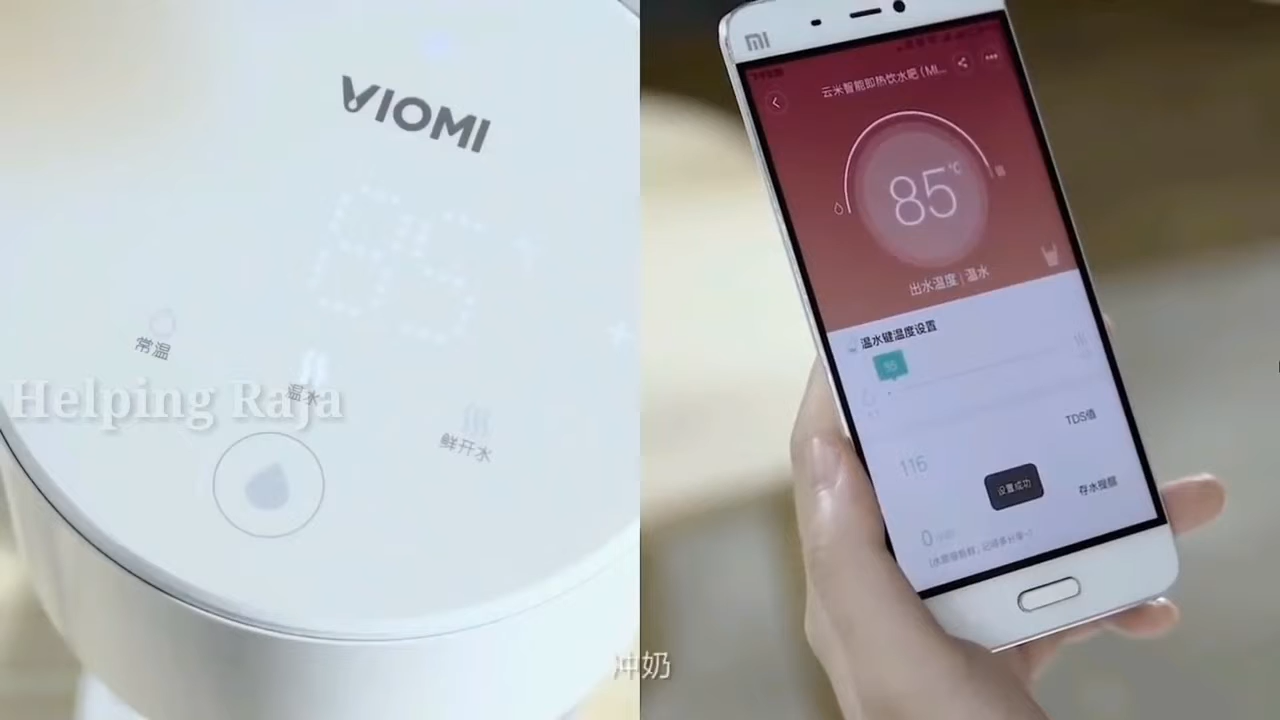 VIOMI
85
常温
温水
鲜开水
Helping Raja
冲奶
MI
云米智能即热饮水吧 (MI...
85°C
出水温度 | 温水
温水键温度设置
TDS值
116
设置成功
存水提醒
0